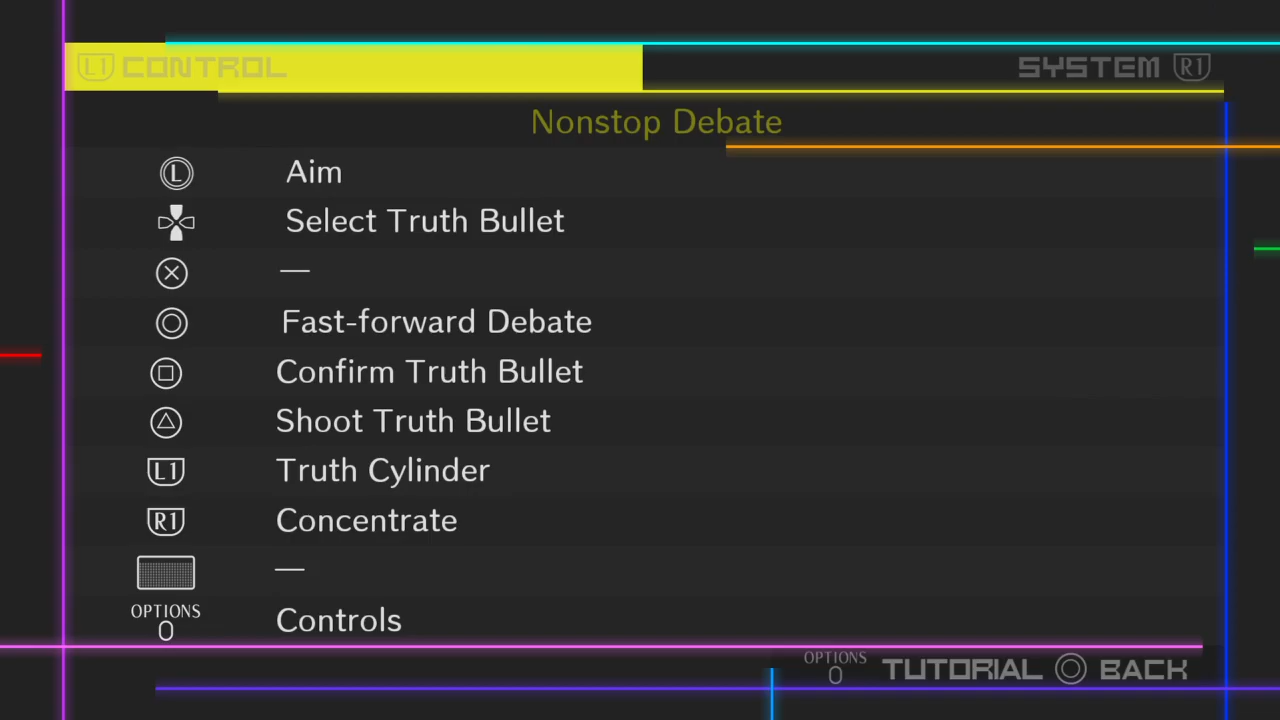 L1 CONTROL SYSTEM R1
Nonstop Debate
L Aim
Select Truth Bullet
—
Fast-forward Debate
Confirm Truth Bullet
Shoot Truth Bullet
L1 Truth Cylinder
R1 Concentrate
—
OPTIONS Controls
OPTIONS TUTORIAL BACK